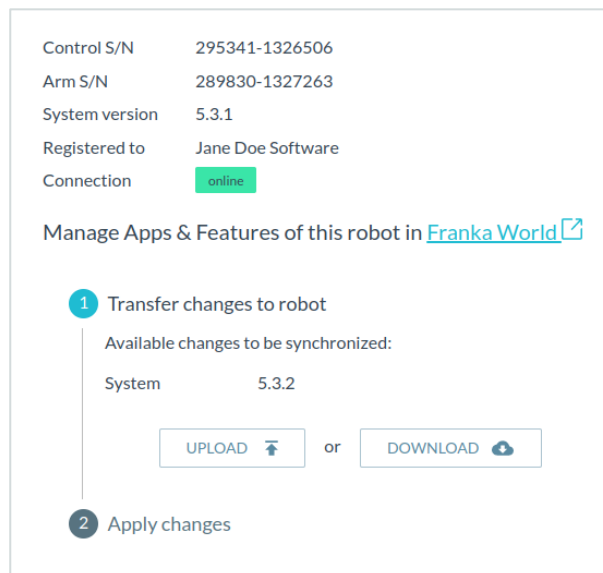 Control S/N 295341-1326506
Arm S/N 289830-1327263
System version 5.3.1
Registered to Jane Doe Software
Connection online
Manage Apps & Features of this robot in Franka World
1 Transfer changes to robot
Available changes to be synchronized:
System 5.3.2
UPLOAD or DOWNLOAD
2 Apply changes